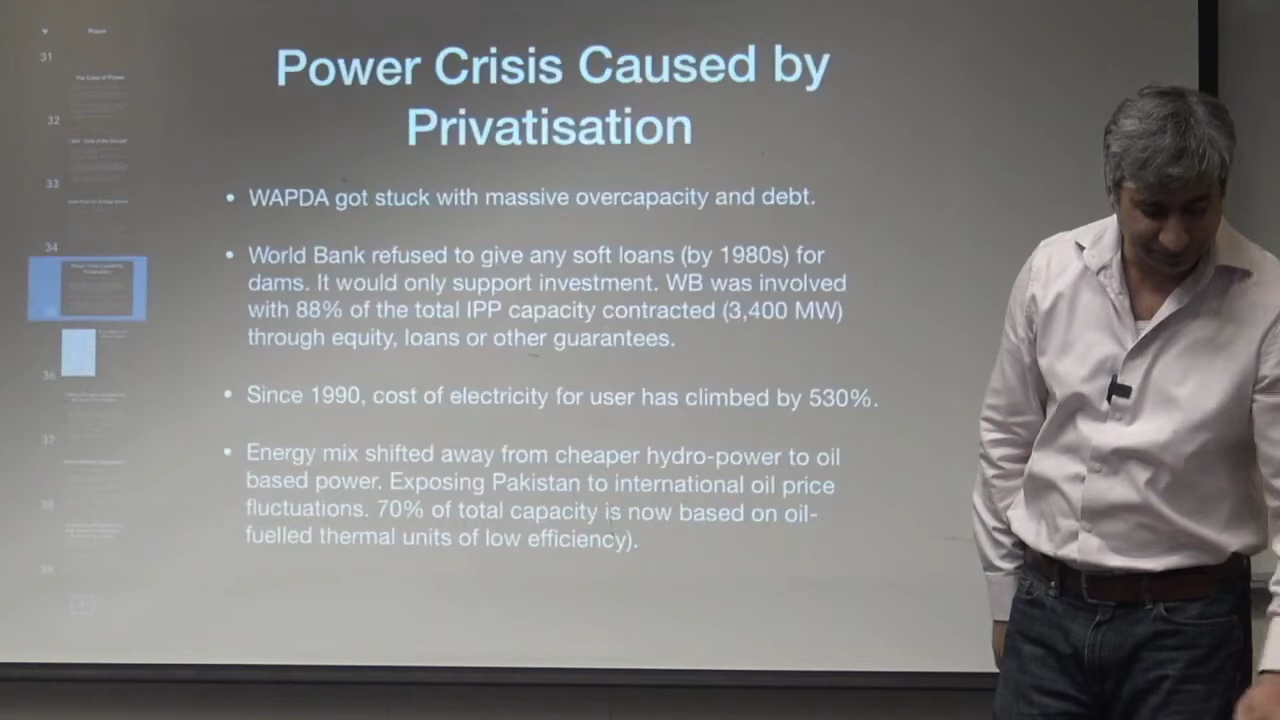 Power
31
The Case of Power
32
33
34
36
37
38
39
Power Crisis Caused by
Privatisation
• WAPDA got stuck with massive overcapacity and debt.
• World Bank refused to give any soft loans (by 1980s) for
dams. It would only support investment. WB was involved
with 88% of the total IPP capacity contracted (3,400 MW)
through equity, loans or other guarantees.
• Since 1990, cost of electricity for user has climbed by 530%.
• Energy mix shifted away from cheaper hydro-power to oil
based power. Exposing Pakistan to international oil price
fluctuations. 70% of total capacity is now based on oil-
fuelled thermal units of low efficiency).